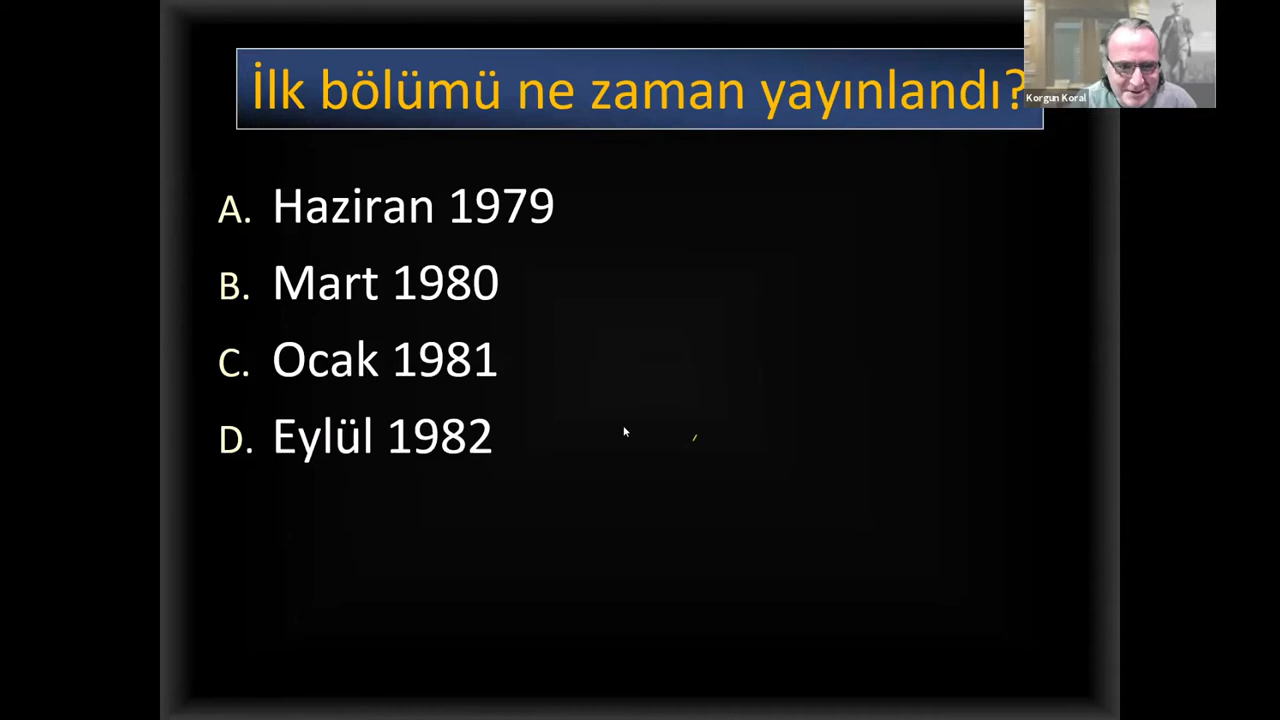 İlk bölümü ne zaman yayınlandı?
Korgun Koral
A. Haziran 1979
B. Mart 1980
C. Ocak 1981
D. Eylül 1982